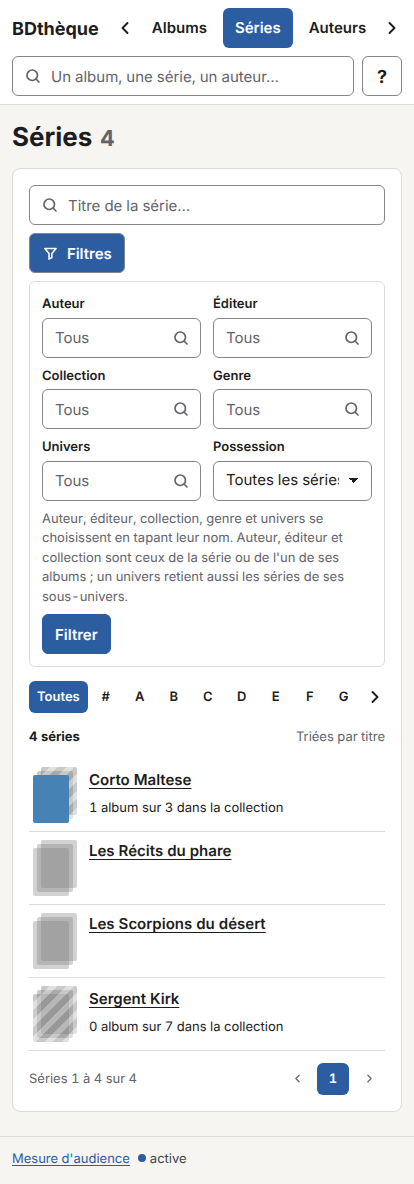 BDthèque
Albums
Séries
Auteurs
Un album, une série, un auteur...
?
Séries 4
Titre de la série...
Filtres
Auteur
Éditeur
Tous
Tous
Collection
Genre
Tous
Tous
Univers
Possession
Tous
Toutes les série
Auteur, éditeur, collection, genre et univers se
choisissent en tapant leur nom. Auteur, éditeur et
collection sont ceux de la série ou de l'un de ses
albums ; un univers retient aussi les séries de ses
sous-univers.
Filtrer
Toutes # A B C D E F G
4 séries
Triées par titre
Corto Maltese
1 album sur 3 dans la collection
Les Récits du phare
Les Scorpions du désert
Sergent Kirk
0 album sur 7 dans la collection
Séries 1 à 4 sur 4
1
Mesure d'audience active